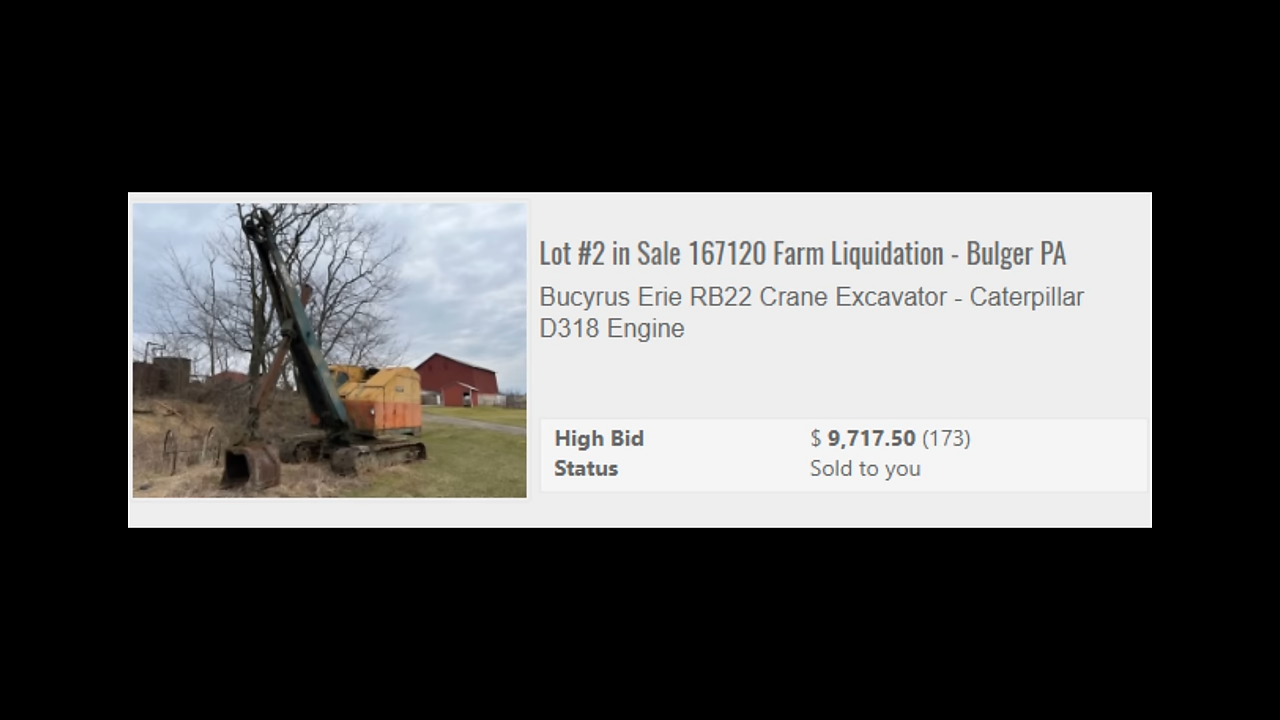 Lot #2 in Sale 167120 Farm Liquidation - Bulger PA
Bucyrus Erie RB22 Crane Excavator - Caterpillar
D318 Engine
High Bid $ 9,717.50 (173)
Status Sold to you